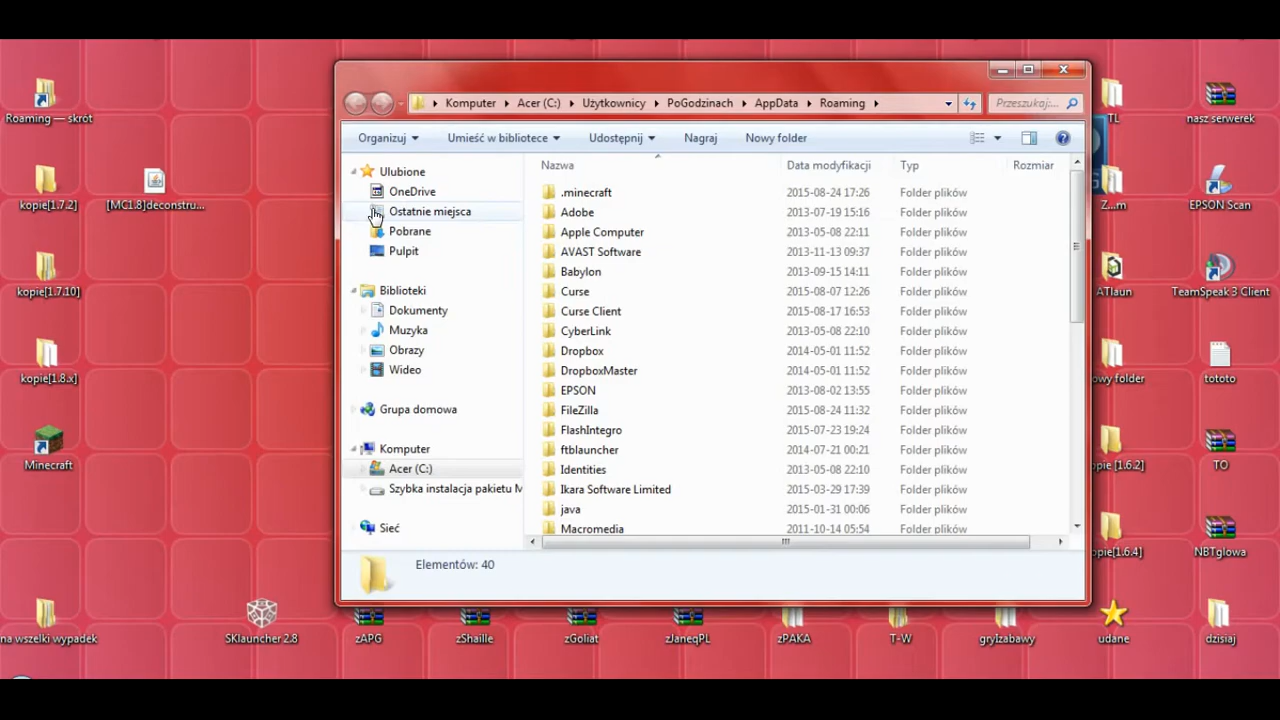 Komputer
Acer (C:)
Użytkownicy
PoGodzinach
AppData
Roaming
Przeszukaj:...
Organizuj
Umieść w bibliotece
Udostępnij
Nagraj
Nowy folder
Ulubione
OneDrive
Ostatnie miejsca
Pobrane
Pulpit
Biblioteki
Dokumenty
Muzyka
Obrazy
Wideo
Grupa domowa
Komputer
Acer (C:)
Szybka instalacja pakietu M
Sieć
Nazwa Data modyfikacji Typ Rozmiar
.minecraft 2015-08-24 17:26 Folder plików
Adobe 2013-07-19 15:16 Folder plików
Apple Computer 2013-05-08 22:11 Folder plików
AVAST Software 2013-11-13 09:37 Folder plików
Babylon 2013-09-15 14:11 Folder plików
Curse 2015-08-07 12:26 Folder plików
Curse Client 2015-08-17 16:53 Folder plików
CyberLink 2013-05-08 22:10 Folder plików
Dropbox 2014-05-01 11:52 Folder plików
DropboxMaster 2014-05-01 11:52 Folder plików
EPSON 2013-08-02 13:55 Folder plików
FileZilla 2015-08-24 11:32 Folder plików
FlashIntegro 2015-07-23 19:24 Folder plików
ftblauncher 2014-07-21 00:21 Folder plików
Identities 2013-05-08 22:10 Folder plików
Ikara Software Limited 2015-03-29 17:39 Folder plików
java 2015-01-31 00:06 Folder plików
Macromedia 2011-10-14 05:54 Folder plików
Elementów: 40
Roaming — skrót
kopie[1.7.2]
[MC1.8]deconstru...
kopie[1.7.10]
kopie[1.8.x]
Minecraft
na wszelki wypadek
SKlauncher 2.8
zAPG
zShaille
zGoliat
zJaneqPL
zPAKA
T-W
gryIzabawy
udane
dzisiaj
TL
nasz serwerek
Z...m
EPSON Scan
ATlaun
TeamSpeak 3 Client
owy folder
tototo
opie [1.6.2]
TO
opie[1.6.4]
NBTglowa